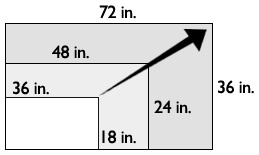 72 in.
48 in.
36 in.
36 in.
24 in.
18 in.